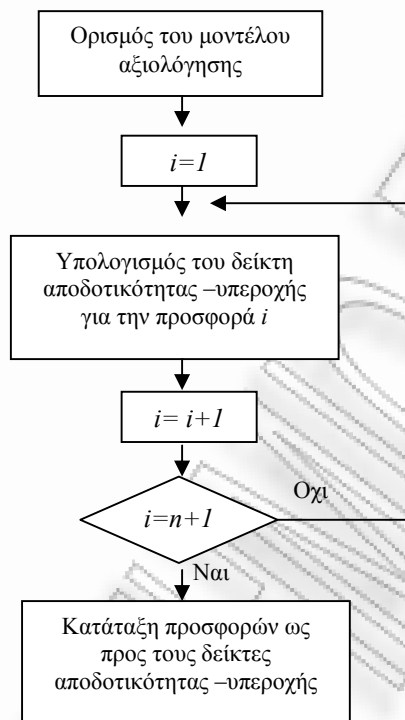 Ορισμός του μοντέλου
αξιολόγησης
i=1
Υπολογισμός του δείκτη
αποδοτικότητας –υπεροχής
για την προσφορά i
i= i+1
i=n+1
Οχι
Ναι
Κατάταξη προσφορών ως
προς τους δείκτες
αποδοτικότητας –υπεροχής